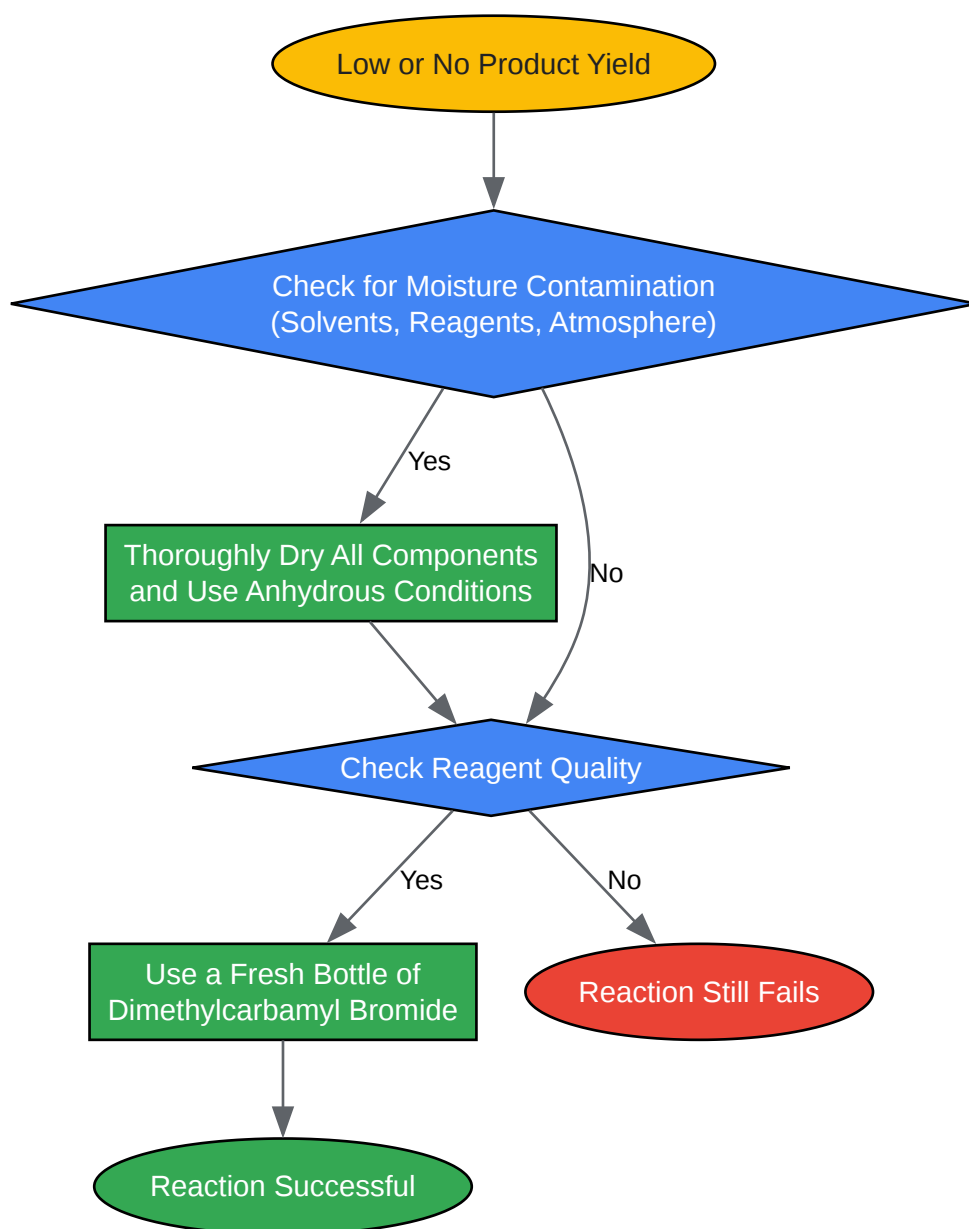 Low or No Product Yield
Check for Moisture Contamination
(Solvents, Reagents, Atmosphere)
Yes
Thoroughly Dry All Components
and Use Anhydrous Conditions
No
Check Reagent Quality
Yes
No
Use a Fresh Bottle of
Dimethylcarbamyl Bromide
Reaction Still Fails
Reaction Successful